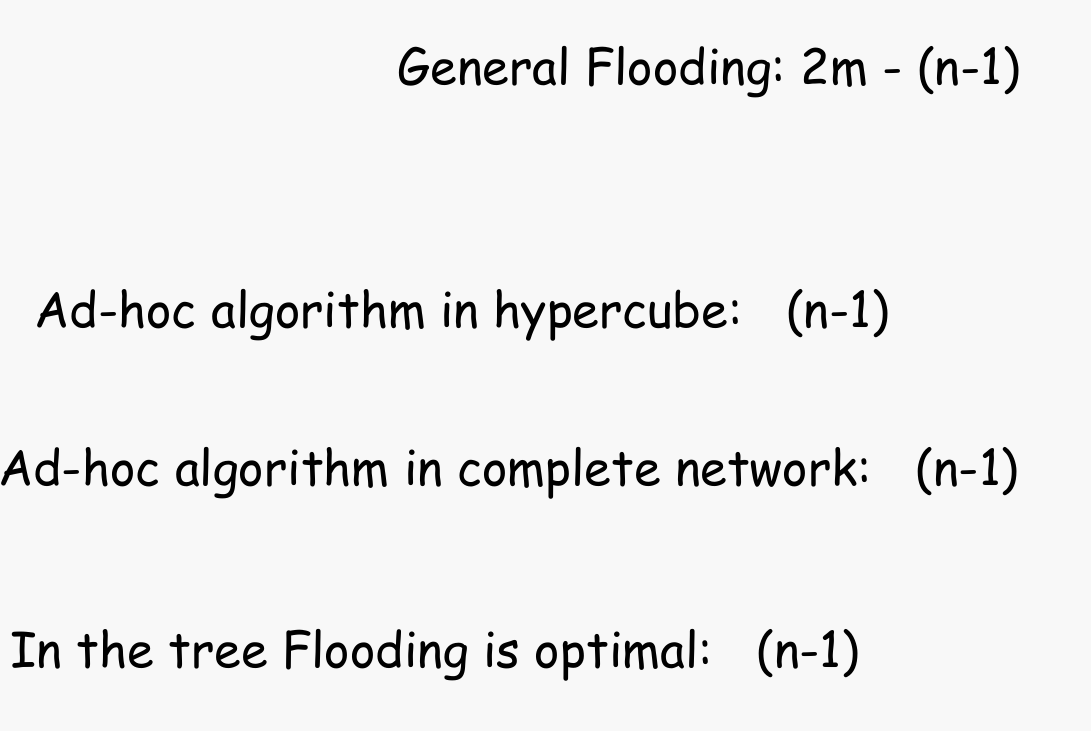 General Flooding: 2m - (n-1)
Ad-hoc algorithm in hypercube: (n-1)
Ad-hoc algorithm in complete network: (n-1)
In the tree Flooding is optimal: (n-1)